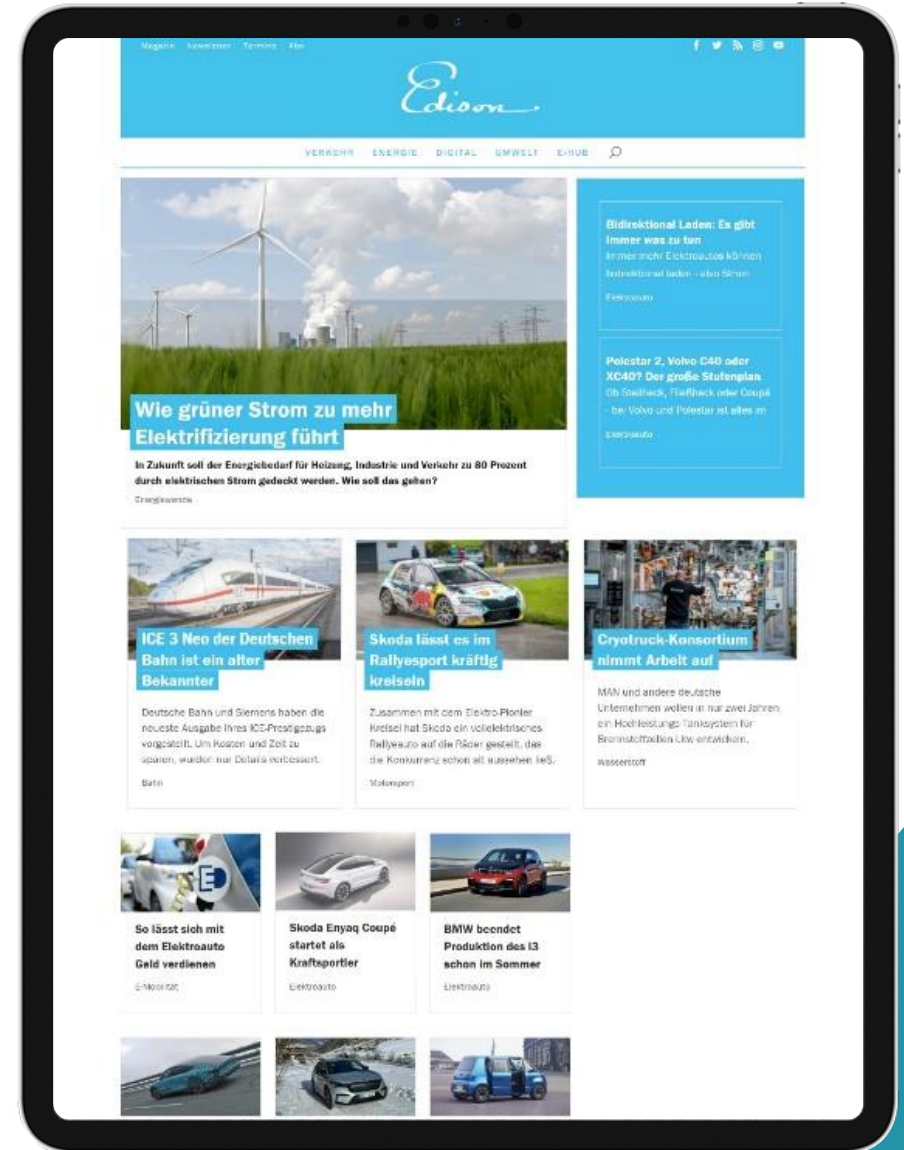 Magazin Newsletter Termine Abo
Edison
VERKEHR ENERGIE DIGITAL UMWELT E-HUB
Wie grüner Strom zu mehr
Elektrifizierung führt
In Zukunft soll der Energiebedarf für Heizung, Industrie und Verkehr zu 80 Prozent
durch elektrischen Strom gedeckt werden. Wie soll das gehen?
Energiewende
Bidirektional Laden: Es gibt
immer was zu tun
Immer mehr Elektroautos können
bidirektional laden - also Strom
Elektroauto
Polestar 2, Volvo C40 oder
XC40? Der große Stufenplan
Ob Steilheck, Fließheck oder Coupé
- bei Volvo und Polestar ist alles im
Elektroauto
ICE 3 Neo der Deutschen
Bahn ist ein alter
Bekannter
Deutsche Bahn und Siemens haben die
neueste Ausgabe ihres ICE-Prestigezugs
vorgestellt. Um Kosten und Zeit zu
sparen, wurden nur Details verbessert.
Bahn
Skoda lässt es im
Rallyesport kräftig
kreiseln
Zusammen mit dem Elektro-Pionier
Kreisel hat Skoda ein vollelektrisches
Rallyeauto auf die Räder gestellt, das
die Konkurrenz schon alt aussehen ließ.
Motorsport
Cryotruck-Konsortium
nimmt Arbeit auf
MAN und andere deutsche
Unternehmen wollen in nur zwei Jahren
ein Hochleistungs-Tanksystem für
Brennstoffzellen-Lkw entwickeln.
Wasserstoff
So lässt sich mit
dem Elektroauto
Geld verdienen
E-Mobilität
Skoda Enyaq Coupé
startet als
Kraftsportler
Elektroauto
BMW beendet
Produktion des i3
schon im Sommer
Elektroauto